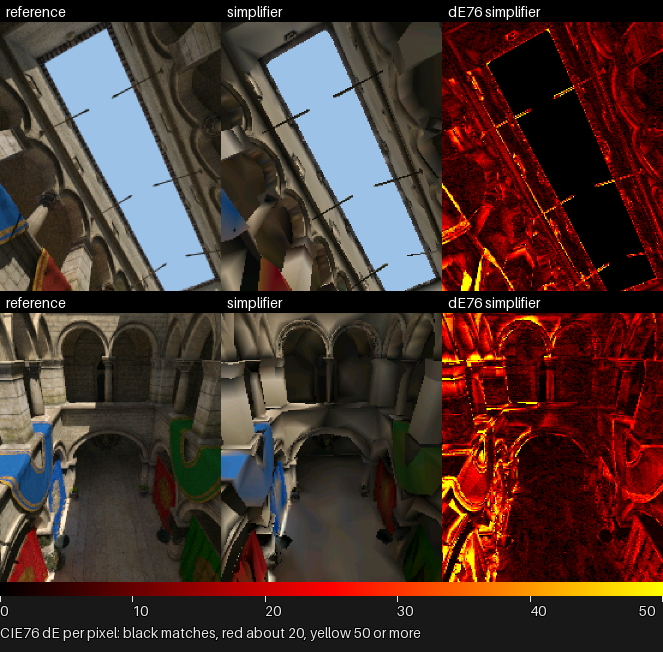 reference simplifier dE76 simplifier
reference simplifier dE76 simplifier
0 10 20 30 40 50
CIE76 dE per pixel: black matches, red about 20, yellow 50 or more